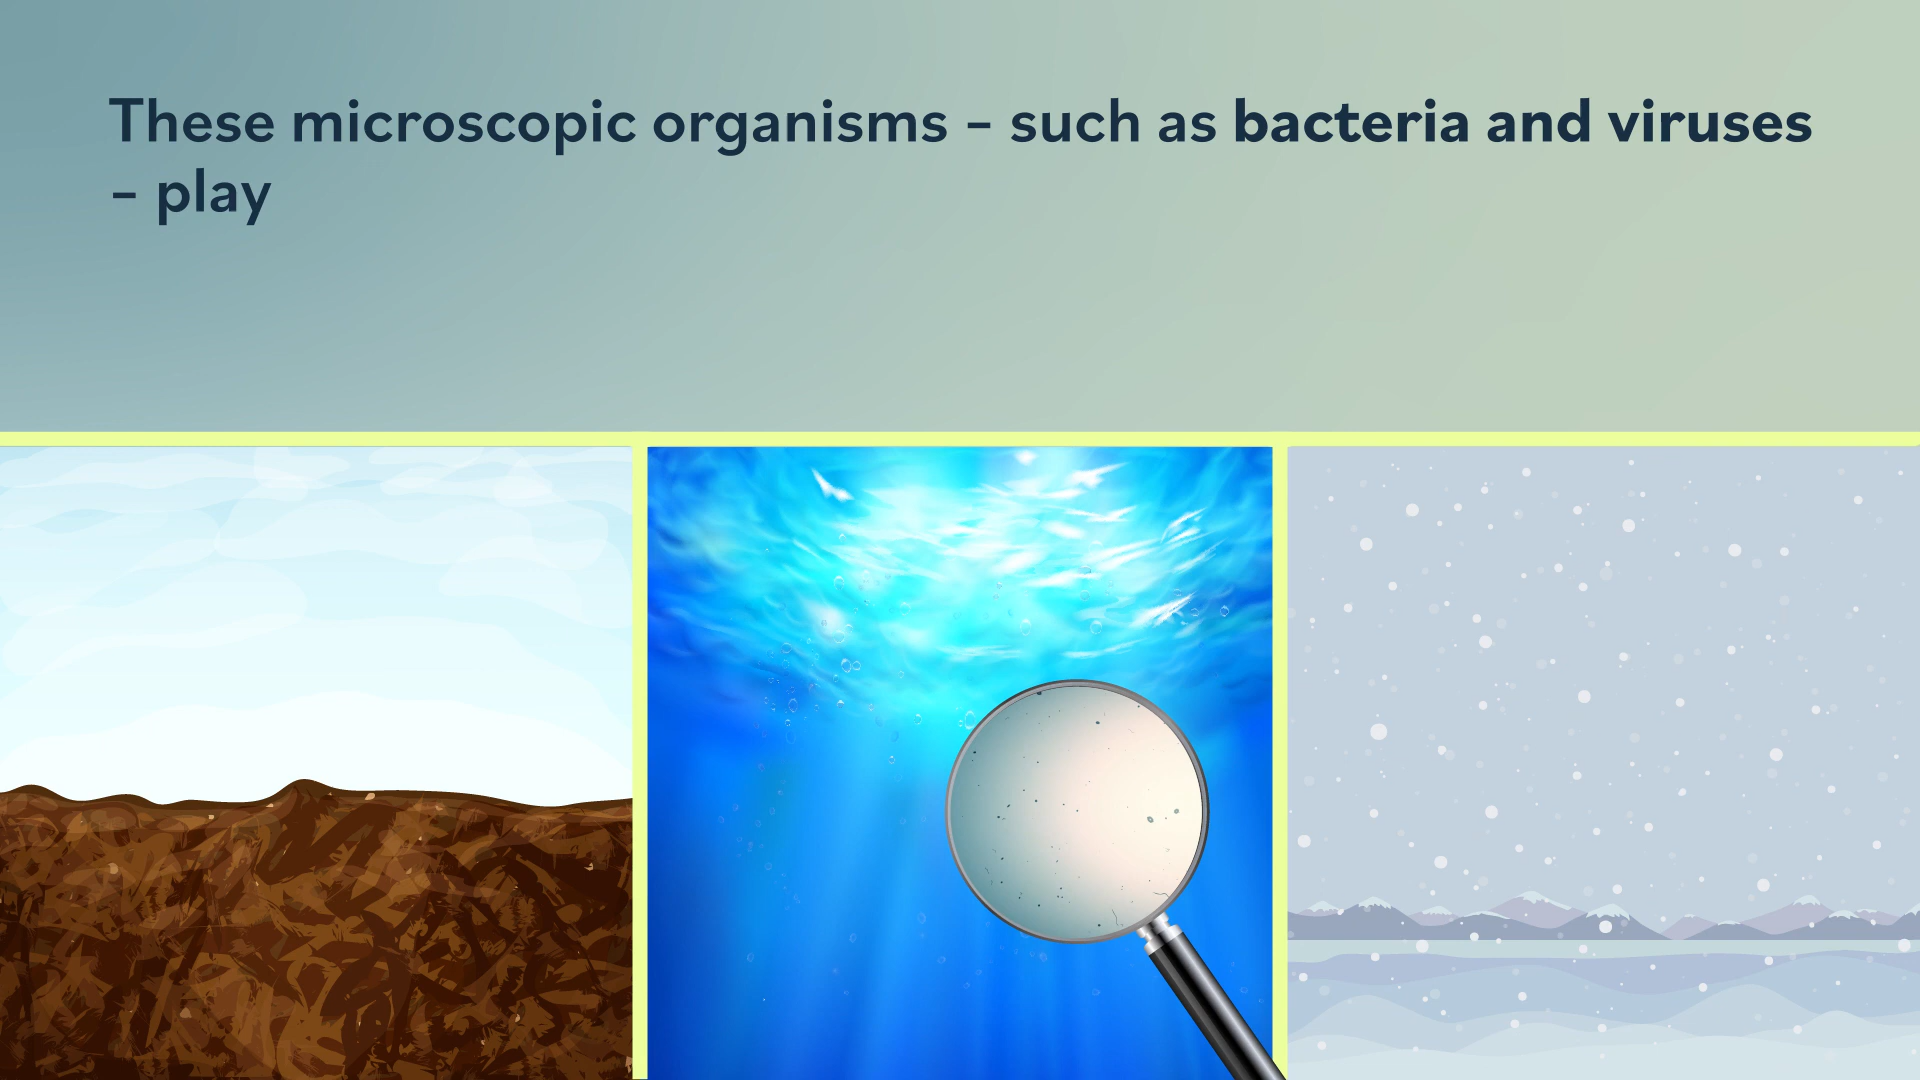 These microscopic organisms – such as bacteria and viruses
– play